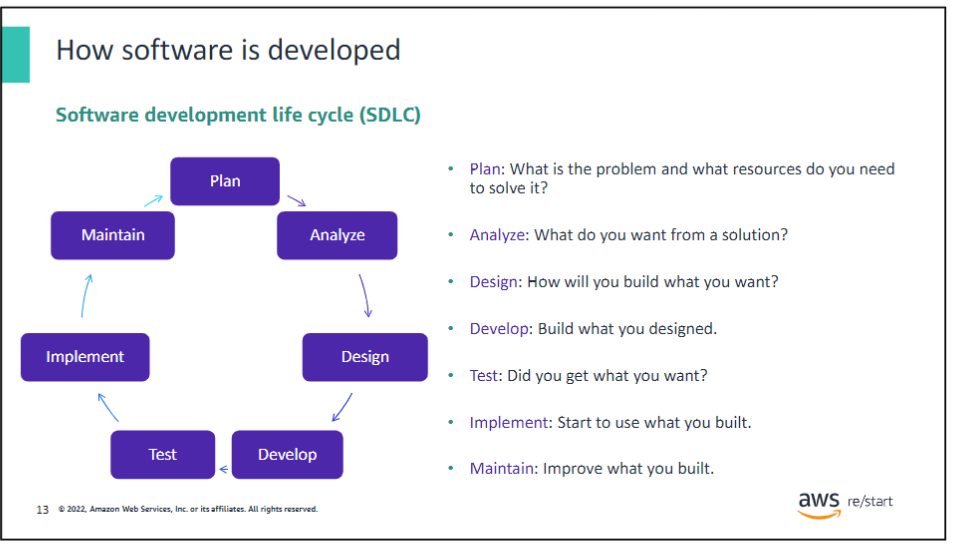 How software is developed
Software development life cycle (SDLC)
Plan
Analyze
Design
Develop
Test
Implement
Maintain
• Plan: What is the problem and what resources do you need
to solve it?
• Analyze: What do you want from a solution?
• Design: How will you build what you want?
• Develop: Build what you designed.
• Test: Did you get what you want?
• Implement: Start to use what you built.
• Maintain: Improve what you built.
13 © 2022, Amazon Web Services, Inc. or its affiliates. All rights reserved.
aws re/start